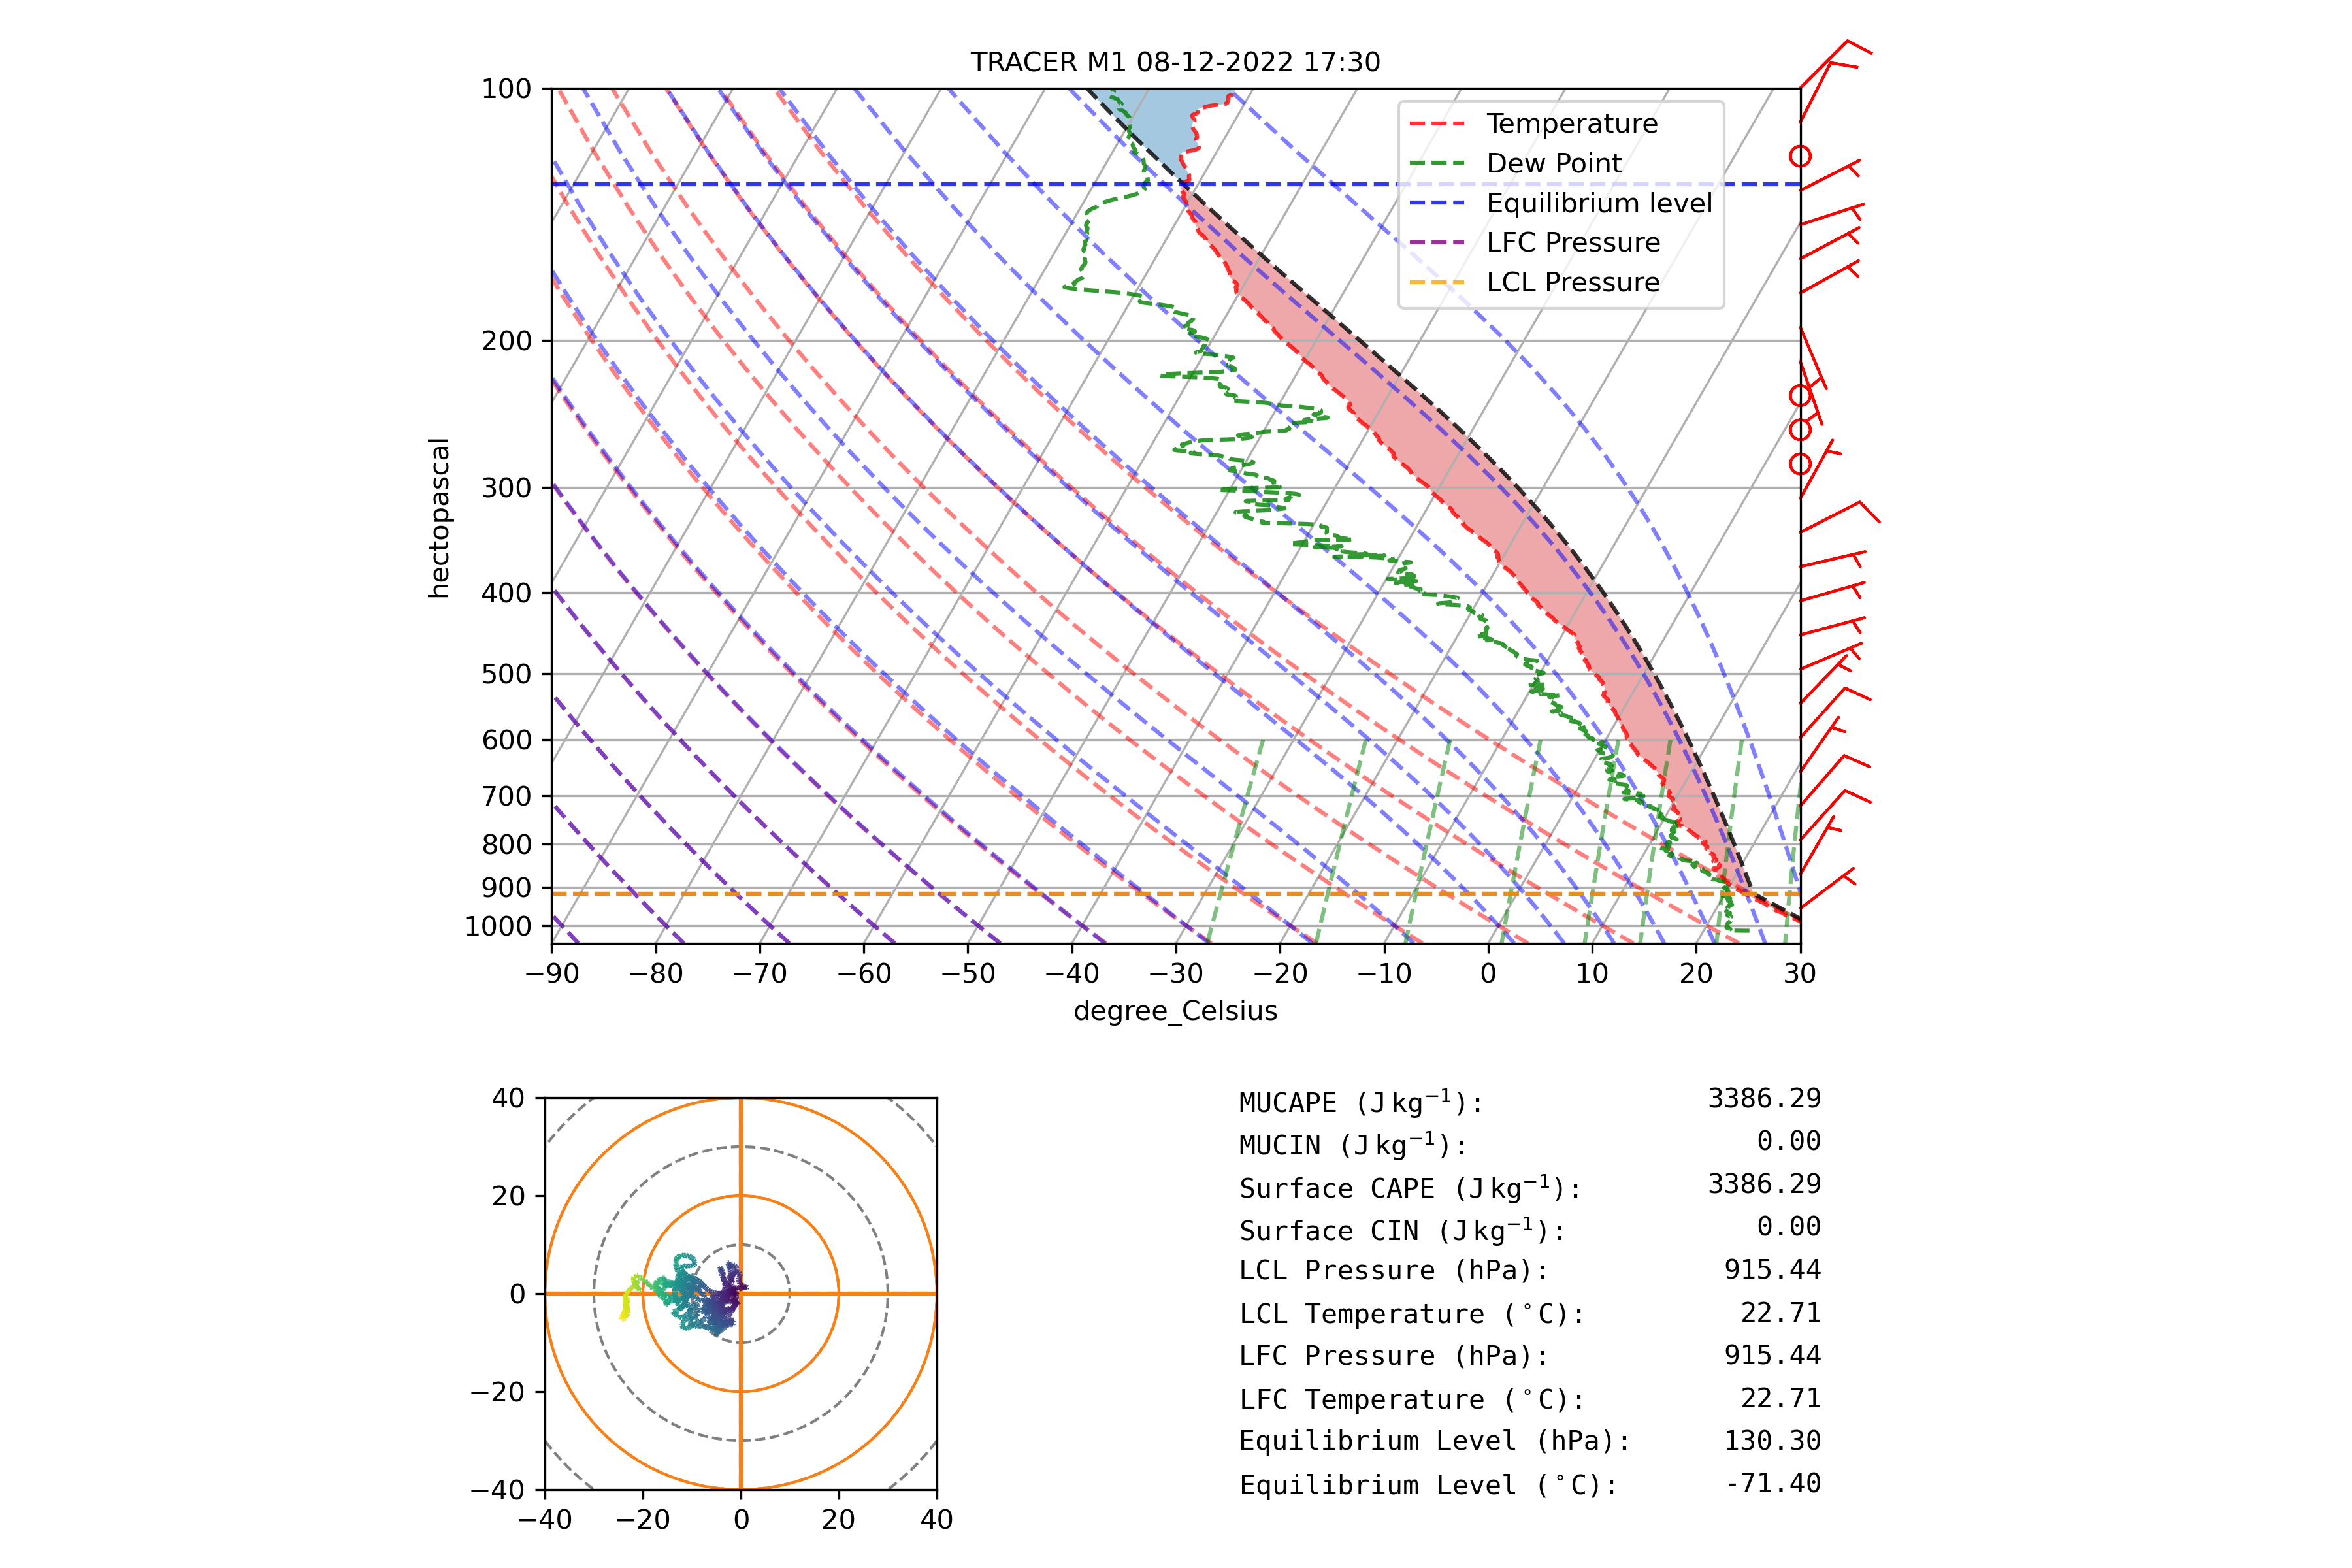 TRACER M1 08-12-2022 17:30
100
200
300
400
500
600
700
800
900
1000
hectopascal
Temperature
Dew Point
Equilibrium level
LFC Pressure
LCL Pressure
−90 −80 −70 −60 −50 −40 −30 −20 −10 0 10 20 30
degree_Celsius
40
20
0
−20
−40
−40 −20 0 20 40
MUCAPE (J kg⁻¹): 3386.29
MUCIN (J kg⁻¹): 0.00
Surface CAPE (J kg⁻¹): 3386.29
Surface CIN (J kg⁻¹): 0.00
LCL Pressure (hPa): 915.44
LCL Temperature (°C): 22.71
LFC Pressure (hPa): 915.44
LFC Temperature (°C): 22.71
Equilibrium Level (hPa): 130.30
Equilibrium Level (°C): -71.40